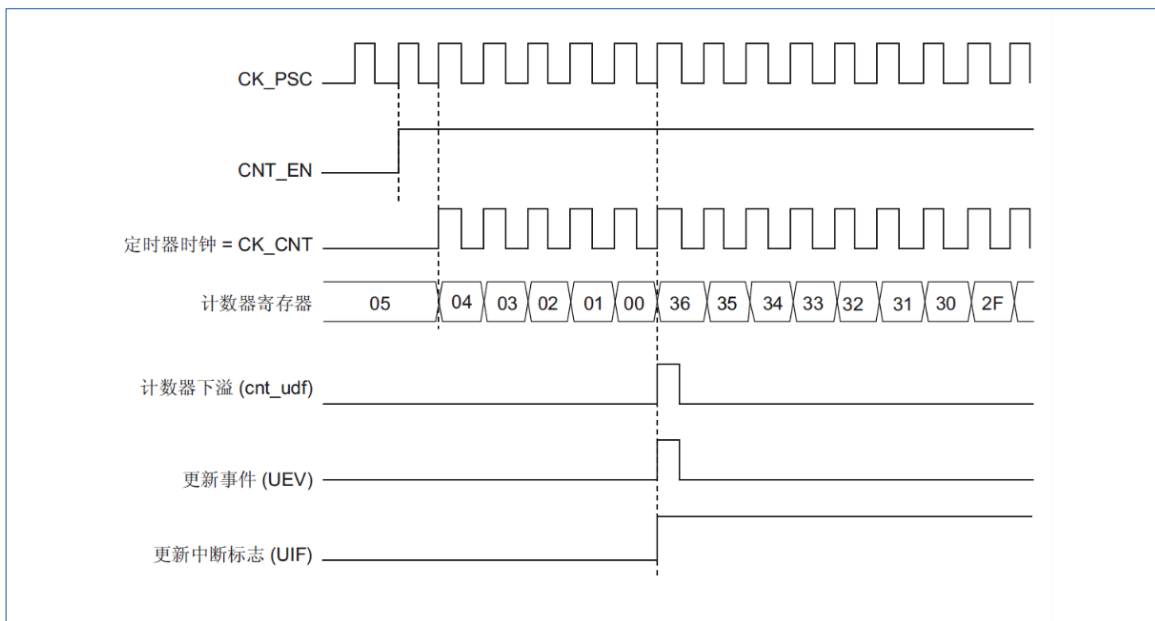 CK_PSC
CNT_EN
定时器时钟 = CK_CNT
计数器寄存器 05 04 03 02 01 00 36 35 34 33 32 31 30 2F
计数器下溢 (cnt_udf)
更新事件 (UEV)
更新中断标志 (UIF)